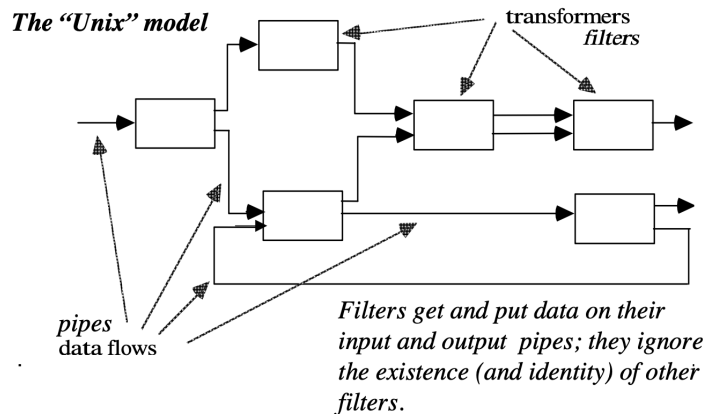 The “Unix” model
transformers
filters
pipes
data flows
Filters get and put data on their
input and output pipes; they ignore
the existence (and identity) of other
filters.